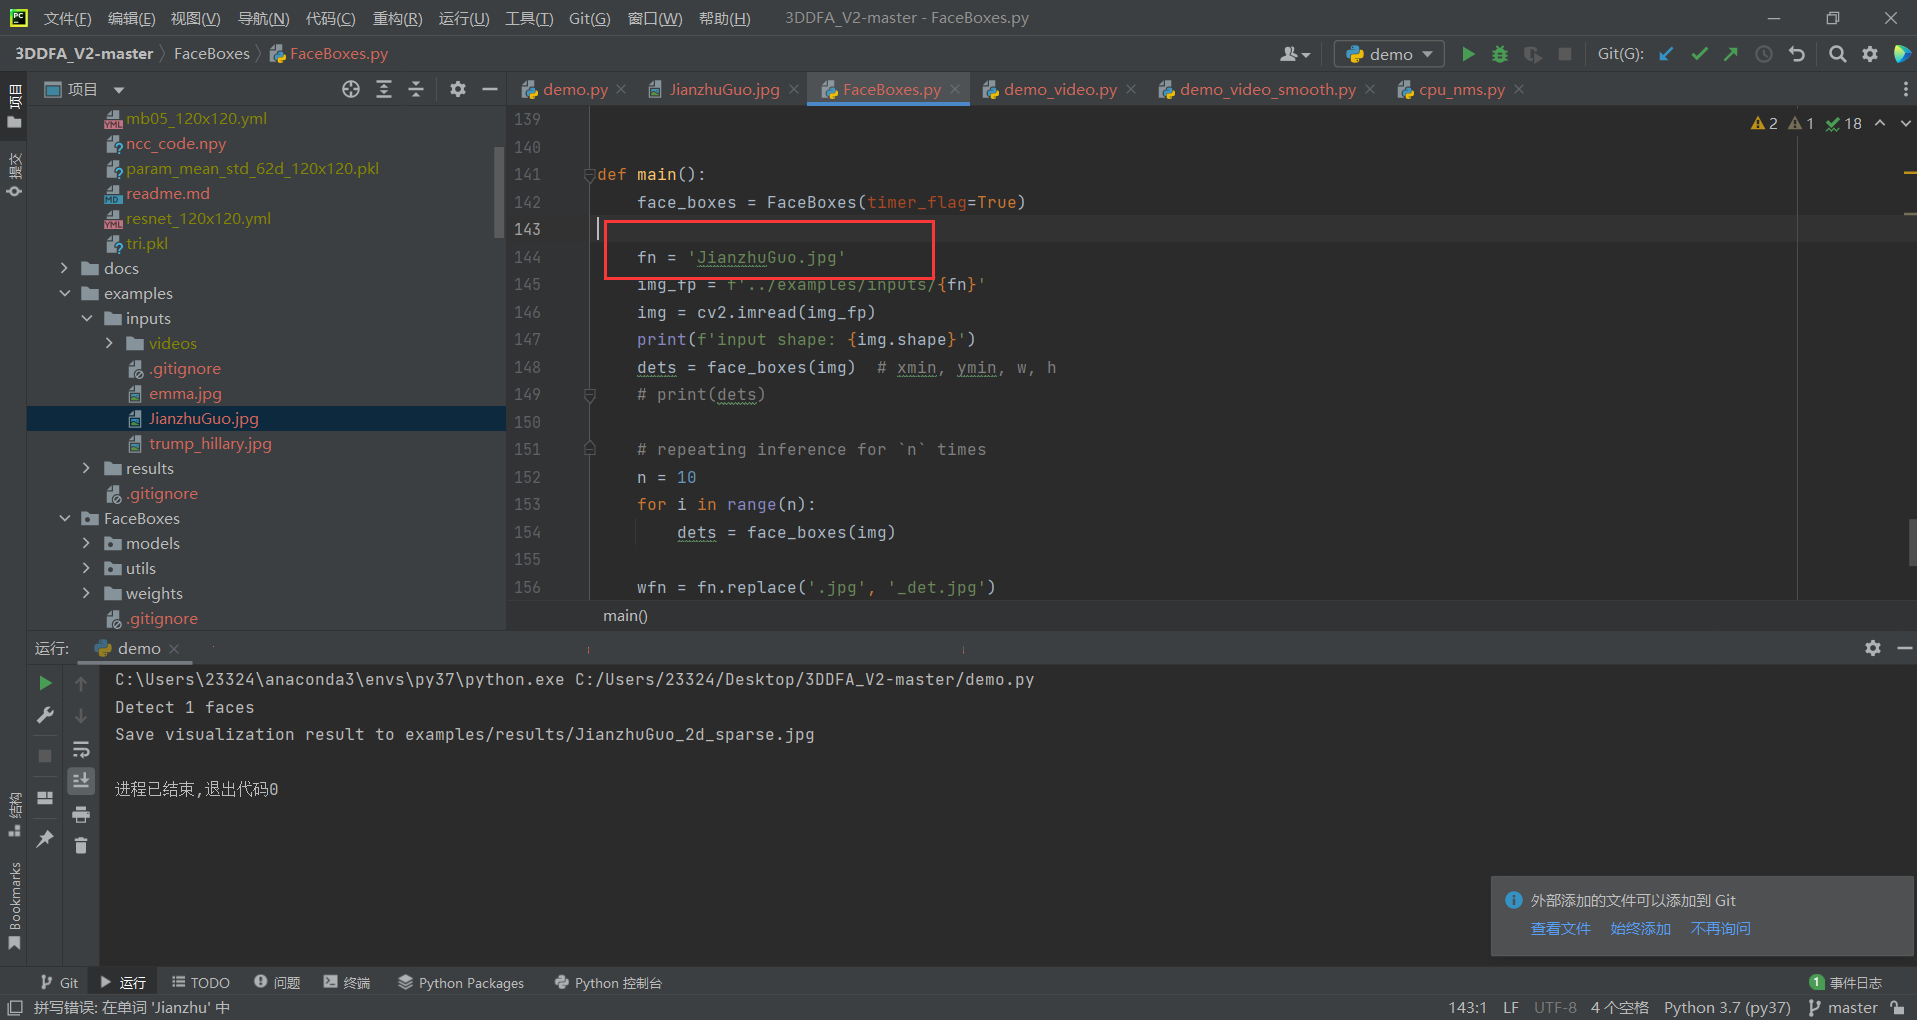 文件(F) 编辑(E) 视图(V) 导航(N) 代码(C) 重构(R) 运行(U) 工具(T) Git(G) 窗口(W) 帮助(H) 3DDFA_V2-master - FaceBoxes.py
3DDFA_V2-master FaceBoxes FaceBoxes.py demo Git(G):
项目
demo.py JianzhuGuo.jpg FaceBoxes.py demo_video.py demo_video_smooth.py cpu_nms.py
项目
提交
结构
Bookmarks
mb05_120x120.yml
ncc_code.npy
param_mean_std_62d_120x120.pkl
readme.md
resnet_120x120.yml
tri.pkl
docs
examples
inputs
videos
.gitignore
emma.jpg
JianzhuGuo.jpg
trump_hillary.jpg
results
.gitignore
FaceBoxes
models
utils
weights
.gitignore
2 1 18
139
140
141 def main():
142 face_boxes = FaceBoxes(timer_flag=True)
143
144 fn = 'JianzhuGuo.jpg'
145 img_fp = f'../examples/inputs/{fn}'
146 img = cv2.imread(img_fp)
147 print(f'input shape: {img.shape}')
148 dets = face_boxes(img)  # xmin, ymin, w, h
149 # print(dets)
150
151 # repeating inference for `n` times
152 n = 10
153 for i in range(n):
154 dets = face_boxes(img)
155
156 wfn = fn.replace('.jpg', '_det.jpg')
main()
运行: demo
C:\Users\23324\anaconda3\envs\py37\python.exe C:/Users/23324/Desktop/3DDFA_V2-master/demo.py
Detect 1 faces
Save visualization result to examples/results/JianzhuGuo_2d_sparse.jpg
进程已结束,退出代码0
外部添加的文件可以添加到 Git
查看文件 始终添加 不再询问
Git 运行 TODO 问题 终端 Python Packages Python 控制台 1 事件日志
拼写错误: 在单词 'Jianzhu' 中 143:1 LF UTF-8 4 个空格 Python 3.7 (py37) master